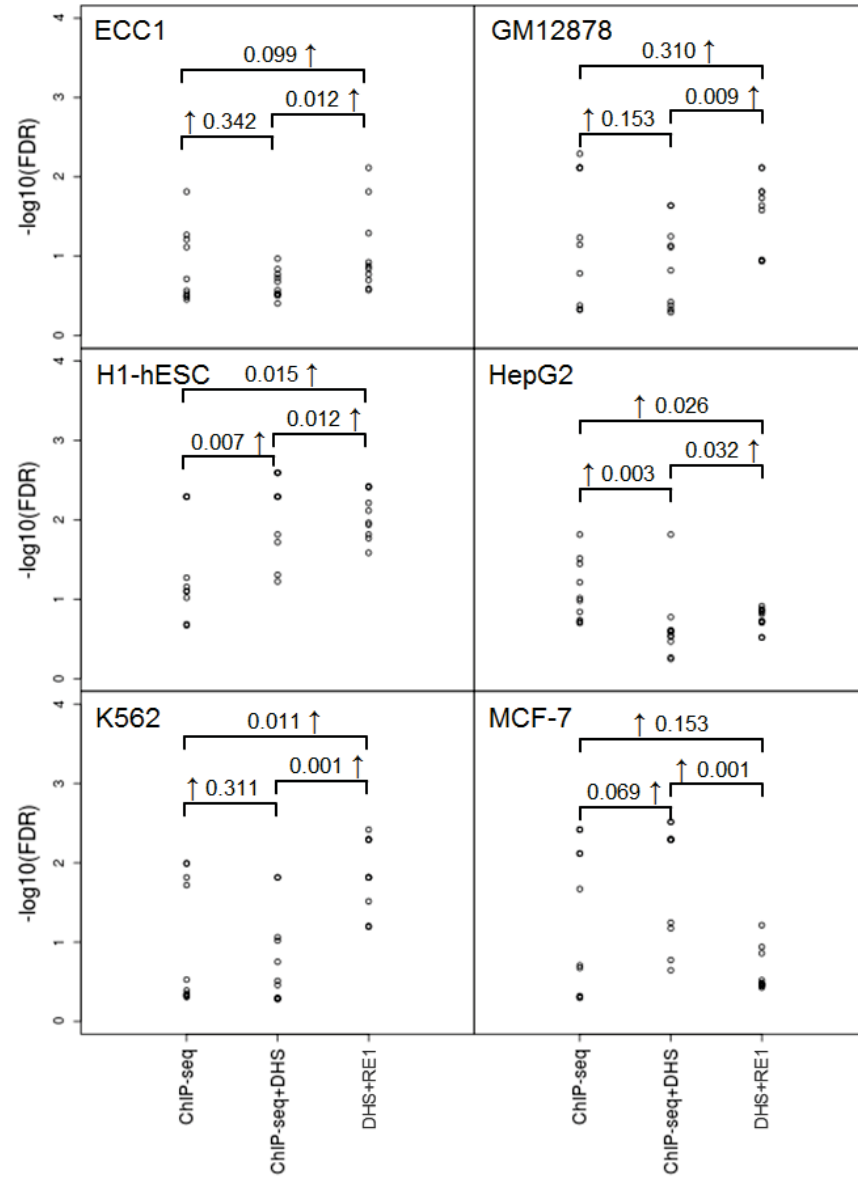 ECC1
GM12878
0.099 ↑
0.310 ↑
0.012 ↑
0.009 ↑
↑ 0.342
↑ 0.153
4
3
2
1
0
-log10(FDR)
H1-hESC
HepG2
0.015 ↑
↑ 0.026
0.012 ↑
0.032 ↑
0.007 ↑
↑ 0.003
4
3
2
1
0
-log10(FDR)
K562
MCF-7
0.011 ↑
↑ 0.153
0.001 ↑
↑ 0.001
↑ 0.311
0.069 ↑
4
3
2
1
0
-log10(FDR)
ChIP-seq
ChIP-seq+DHS
DHS+RE1
ChIP-seq
ChIP-seq+DHS
DHS+RE1